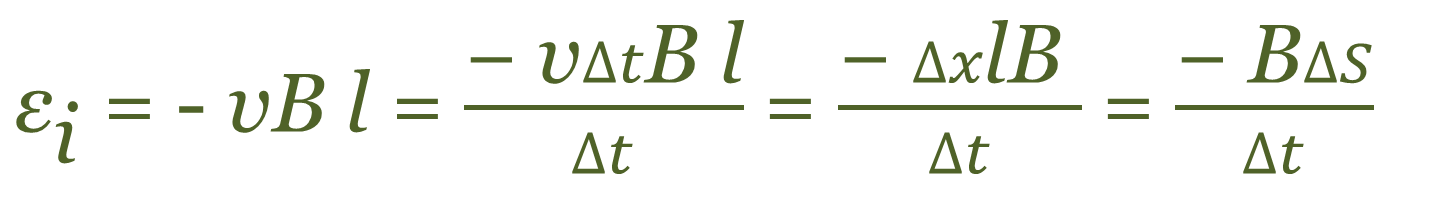 εᵢ = - υB l = (− υΔtB l)/Δt = (− ΔxlB)/Δt = (− BΔS)/Δt